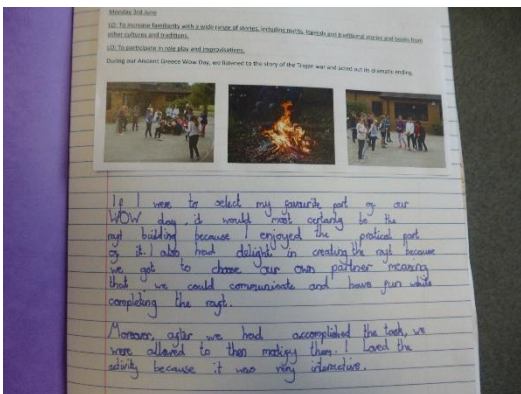 Monday 3rd June
LO: To increase familiarity with a wide range of stories, including myths, legends and traditional stories and books from
other cultures and traditions.
LO: To participate in role play and improvisations.
During our Ancient Greece Wow Day, we listened to the story of the Trojan war and acted out its dramatic ending.
If I were to select my favourite part of our
WOW day, it would most certanly be the
raft building because I enjoyed the pratical part
of it. I also had delight in creating the raft because
we got to choose our own partner meaning
that we could communicate and have fun while
completing the raft.
Moreover, after we had accomplished the task, we
were allowed to then modify them. I loved the
activity because it was very interactive.